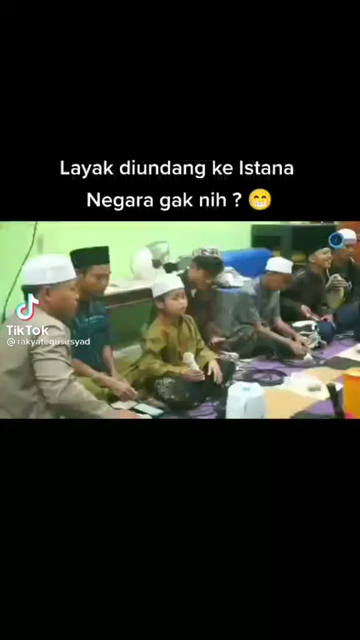 Layak diundang ke Istana
Negara gak nih ? 😁
TikTok
@rakyategusirsyad